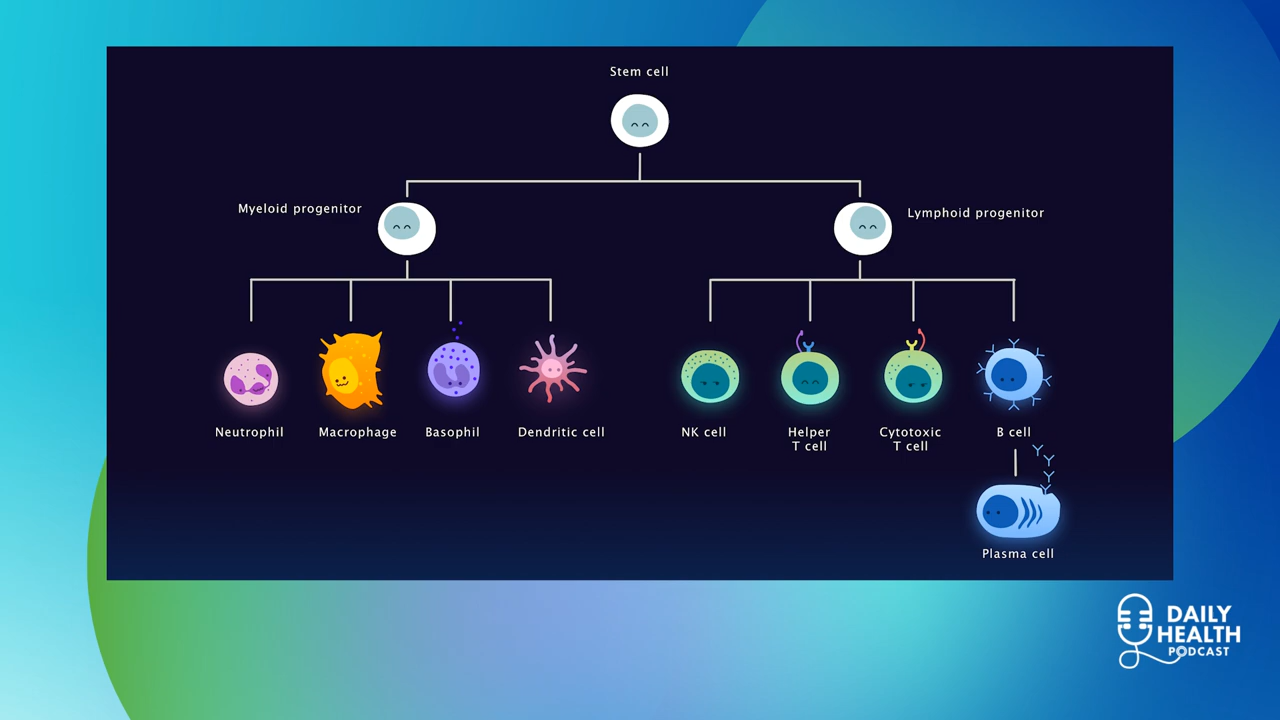 Stem cell
Myeloid progenitor
Lymphoid progenitor
Neutrophil
Macrophage
Basophil
Dendritic cell
NK cell
Helper
T cell
Cytotoxic
T cell
B cell
Plasma cell
DAILY
HEALTH
PODCAST